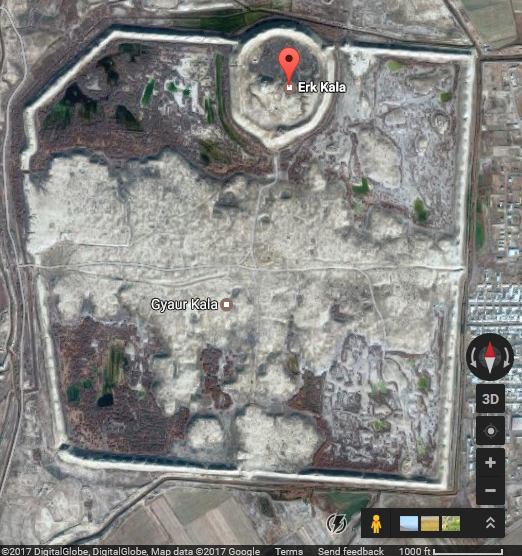 Erk Kala
Gyaur Kala
3D
+
−
©2017 DigitalGlobe, DigitalGlobe, Map data ©2017 Google Terms Send feedback 1000 ft